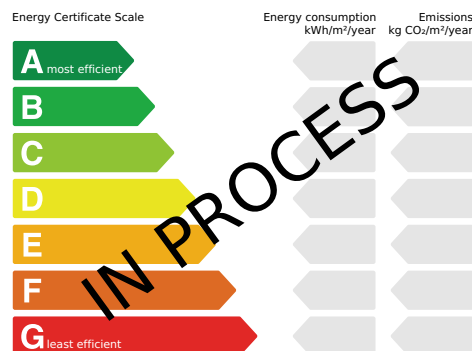 Energy Certificate Scale
Energy consumption
kWh/m²/year
Emissions
kg CO₂/m²/year
A most efficient
B
C
D
E
F
G least efficient
IN PROCESS